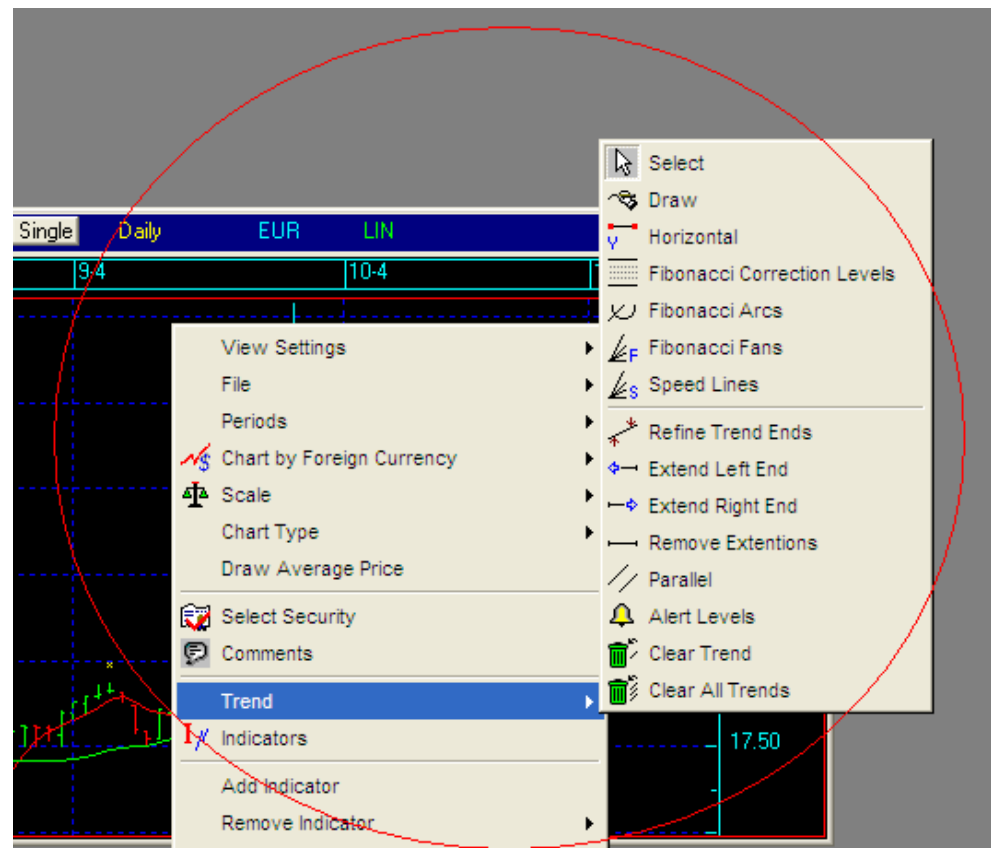 Single Daily EUR LIN
9-4 10-4
View Settings
File
Periods
Chart by Foreign Currency
Scale
Chart Type
Draw Average Price
Select Security
Comments
Trend
Indicators
Add Indicator
Remove Indicator
Select
Draw
Horizontal
Fibonacci Correction Levels
Fibonacci Arcs
Fibonacci Fans
Speed Lines
Refine Trend Ends
Extend Left End
Extend Right End
Remove Extentions
Parallel
Alert Levels
Clear Trend
Clear All Trends
17.50